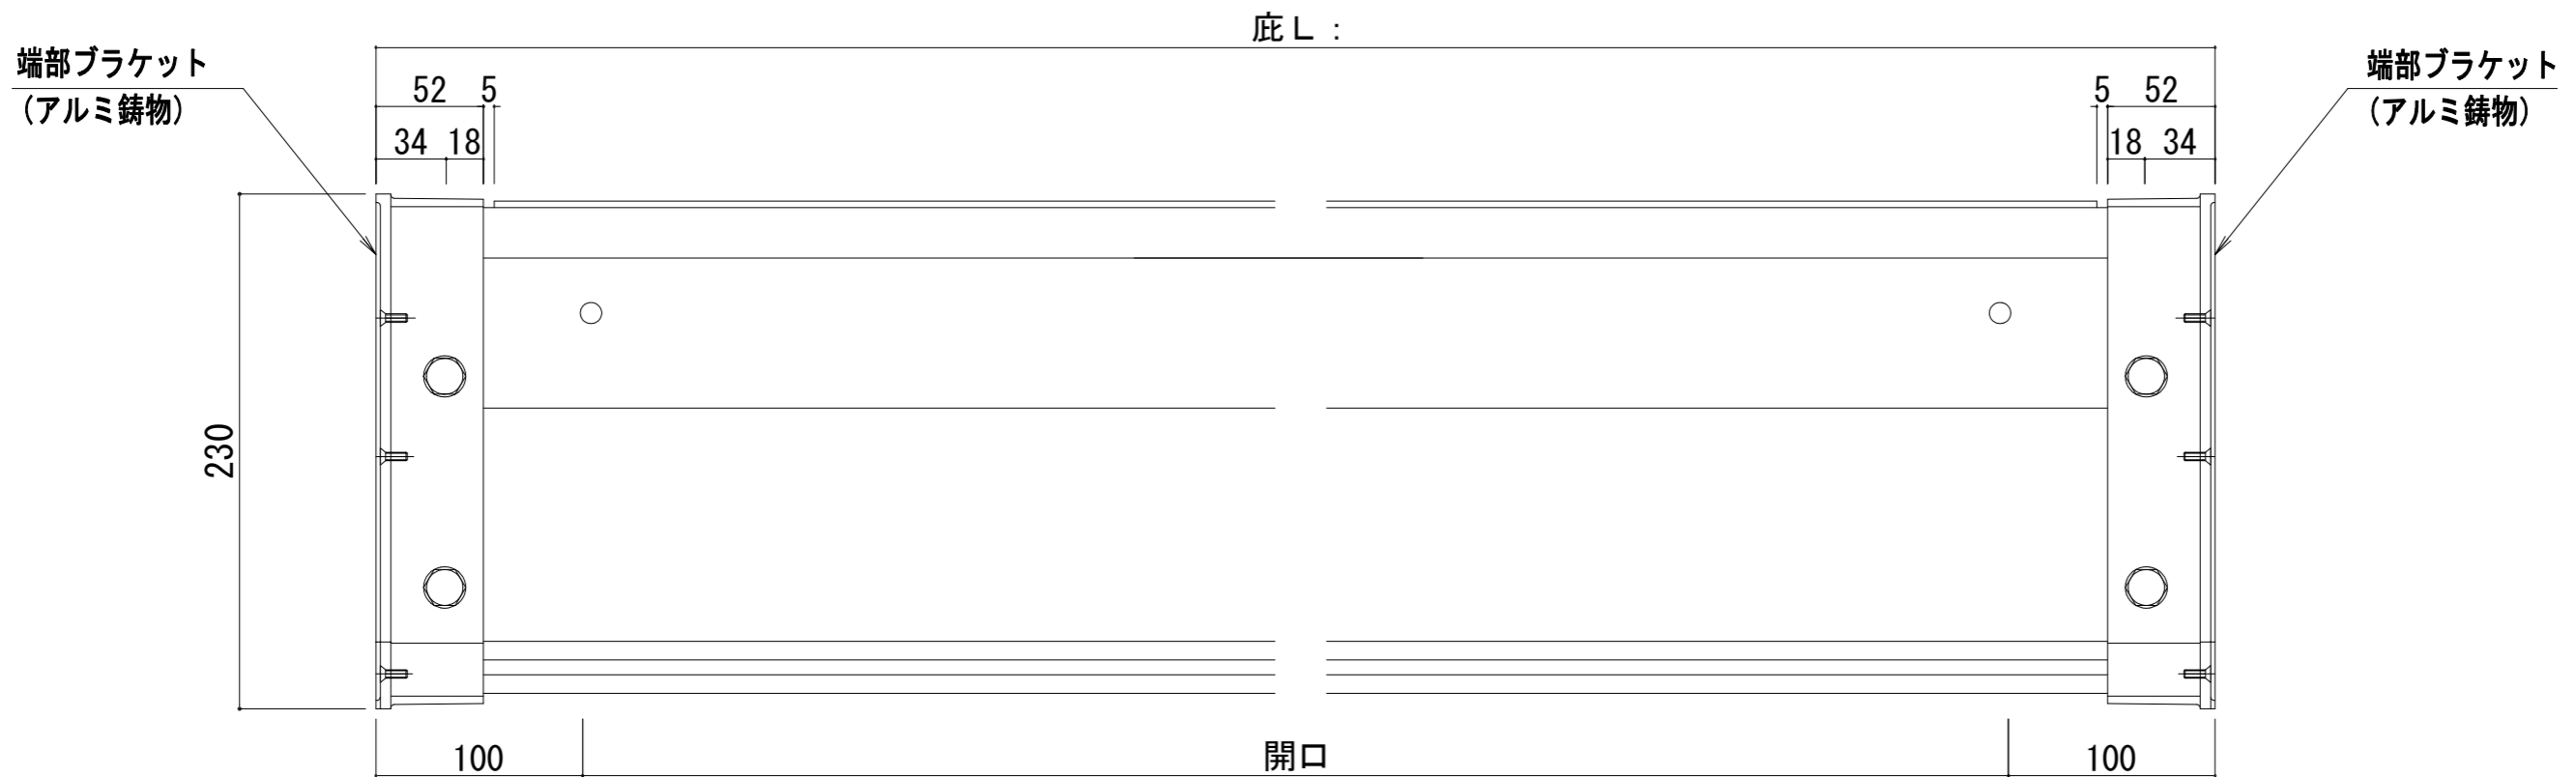 庇L：
端部ブラケット
(アルミ鋳物)
52 5
34 18
5 52
18 34
端部ブラケット
(アルミ鋳物)
230
100
開口
100